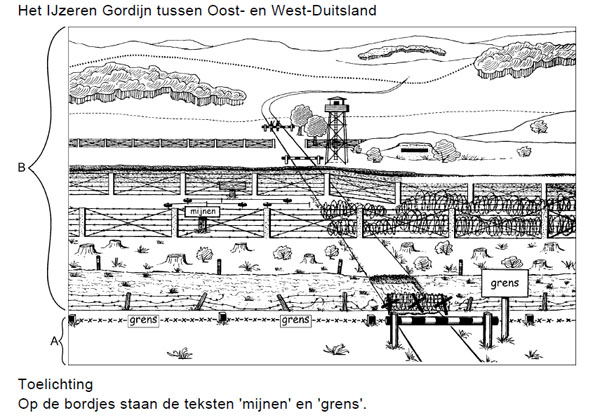 Het IJzeren Gordijn tussen Oost- en West-Duitsland
B
mijnen
grens
grens
grens
A
Toelichting
Op de bordjes staan de teksten 'mijnen' en 'grens'.